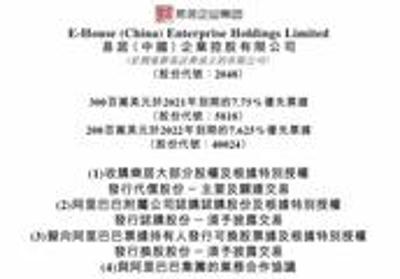 易居企业集团
E-House (China) Enterprise Holdings Limited
易居(中國)企業控股有限公司
(於開曼群島註冊成立的有限公司)
(股份代號：2048)
300百萬美元於2021年到期的7.75%優先票據
(股份代號：5816)
200百萬美元於2022年到期的7.625%優先票據
(股份代號：40024)
(1)收購樂居大部分股權及根據特別授權
發行代價股份 – 主要及關連交易
(2)阿里巴巴附屬公司認購認購股份及根據特別授權
發行認購股份 – 須予披露交易
(3)擬向阿里巴巴票據持有人發行可換股票據及根據特別授權
發行換股股份 – 須予披露交易
(4)與阿里巴巴集團的業務合作協議